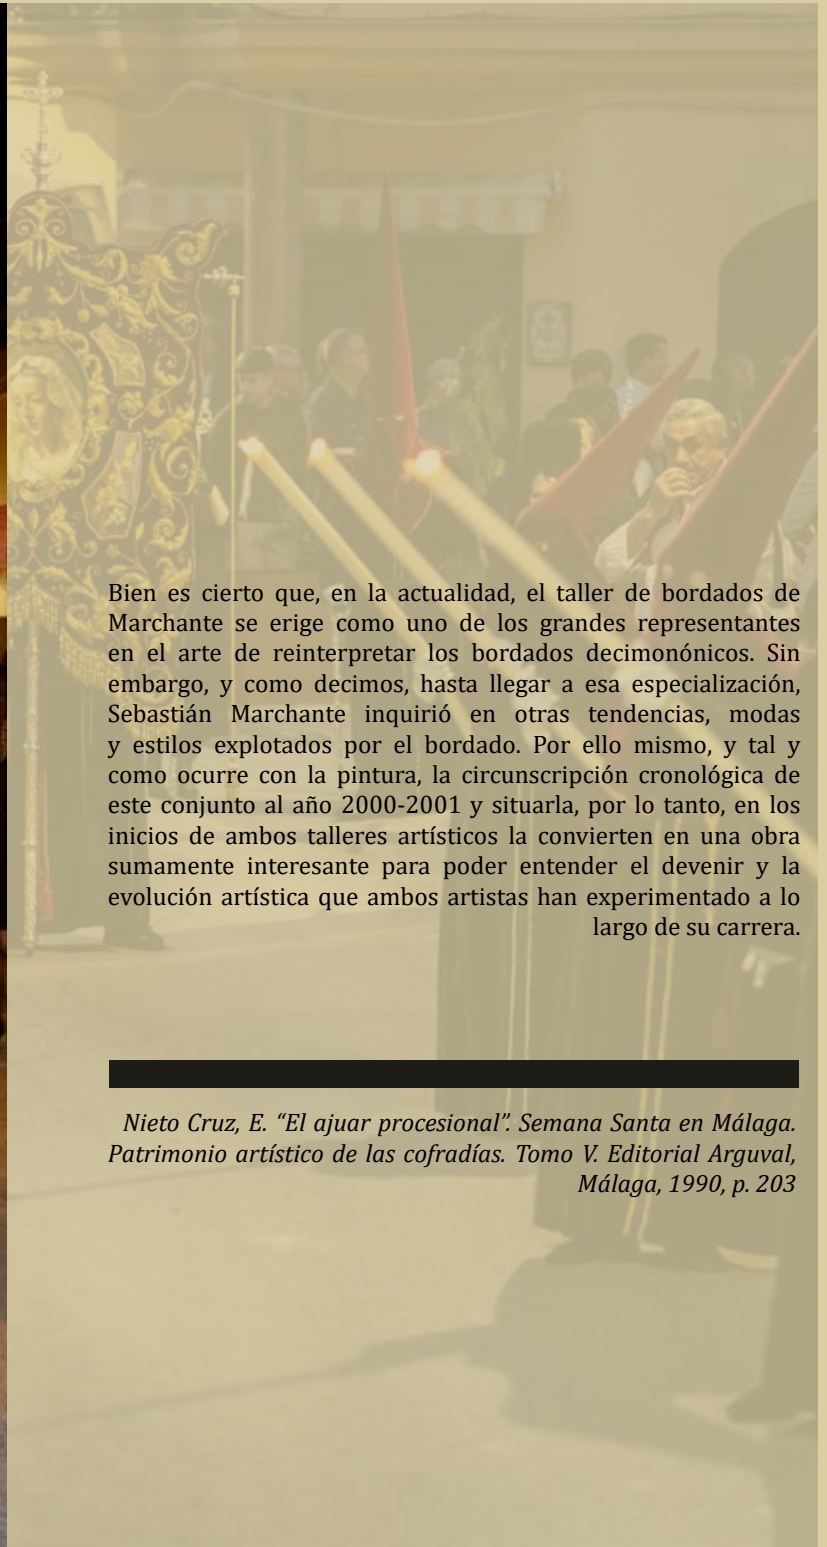 Bien es cierto que, en la actualidad, el taller de bordados de
Marchante se erige como uno de los grandes representantes
en el arte de reinterpretar los bordados decimonónicos. Sin
embargo, y como decimos, hasta llegar a esa especialización,
Sebastián Marchante inquirió en otras tendencias, modas
y estilos explotados por el bordado. Por ello mismo, y tal y
como ocurre con la pintura, la circunscripción cronológica de
este conjunto al año 2000-2001 y situarla, por lo tanto, en los
inicios de ambos talleres artísticos la convierten en una obra
sumamente interesante para poder entender el devenir y la
evolución artística que ambos artistas han experimentado a lo
largo de su carrera.
Nieto Cruz, E. “El ajuar procesional”. Semana Santa en Málaga.
Patrimonio artístico de las cofradías. Tomo V. Editorial Arguval,
Málaga, 1990, p. 203